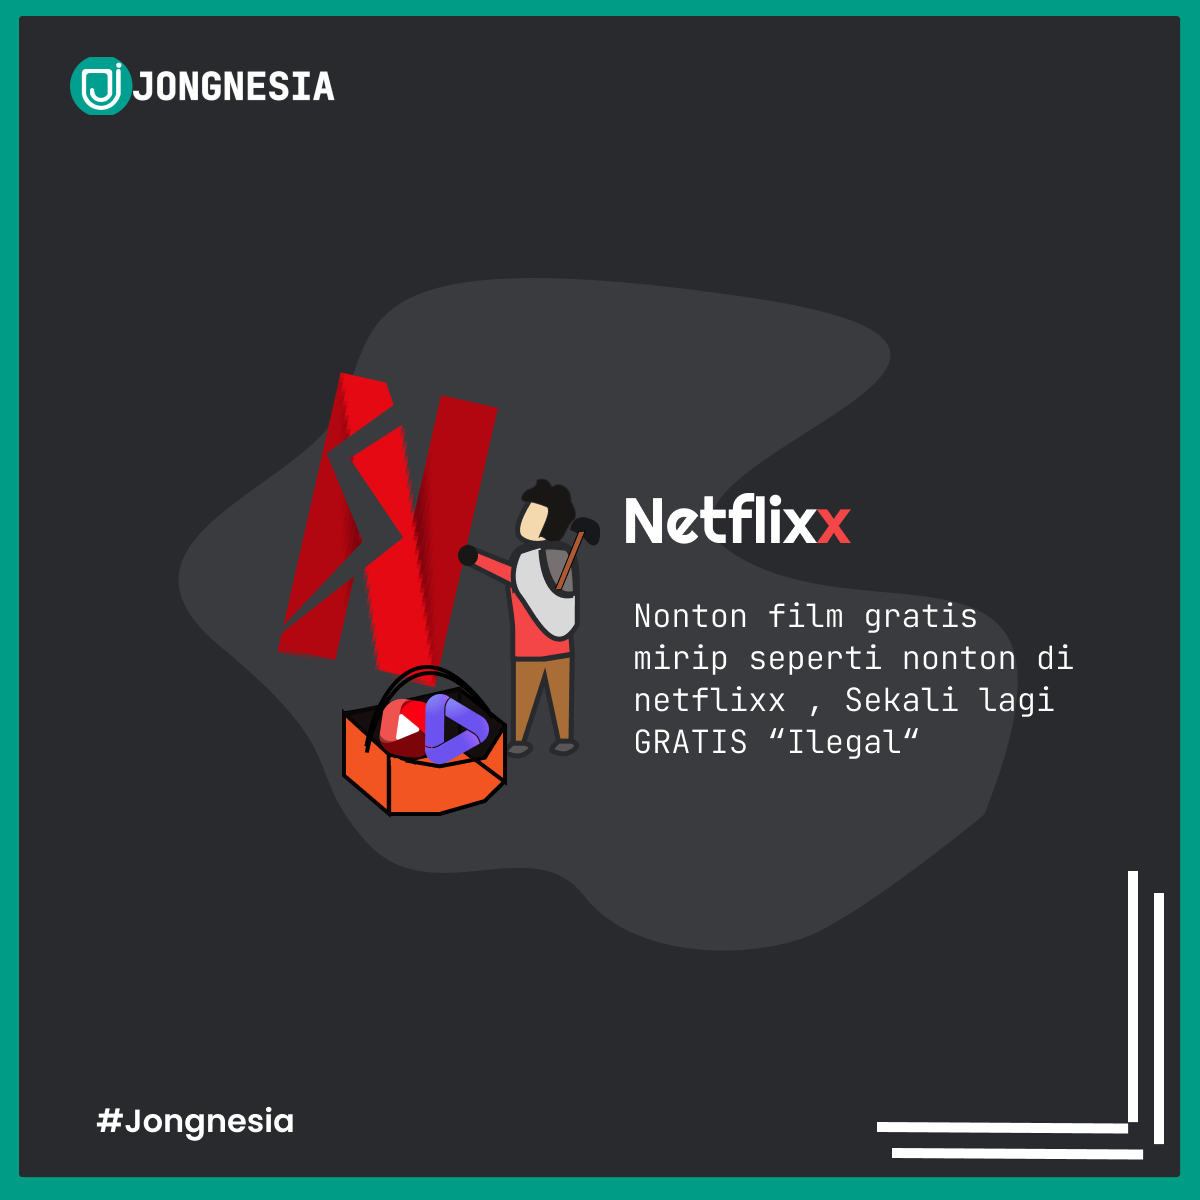 JONGNESIA
Netflixx
Nonton film gratis
mirip seperti nonton di
netflixx , Sekali lagi
GRATIS “Ilegal“
#Jongnesia